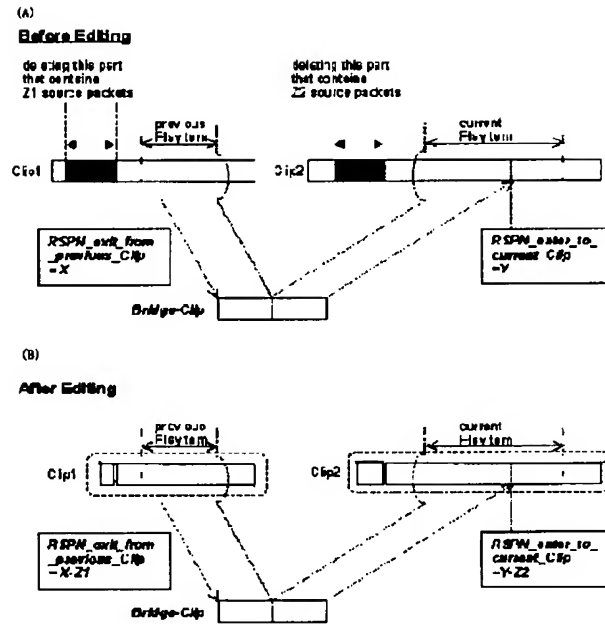 (A)
Before Editing
deleting this part
that contains
Z1 source packets
deleting this part
that contains
Z2 source packets
previous
PlayItem
current
PlayItem
Clip1
Clip2
RSPN_exit_from
_previous_Clip
=X
RSPN_enter_to_
current_Clip
=Y
Bridge-Clip
(B)
After Editing
previous
PlayItem
current
PlayItem
Clip1
Clip2
RSPN_exit_from
_previous_Clip
=X-Z1
RSPN_enter_to_
current_Clip
=Y-Z2
Bridge-Clip